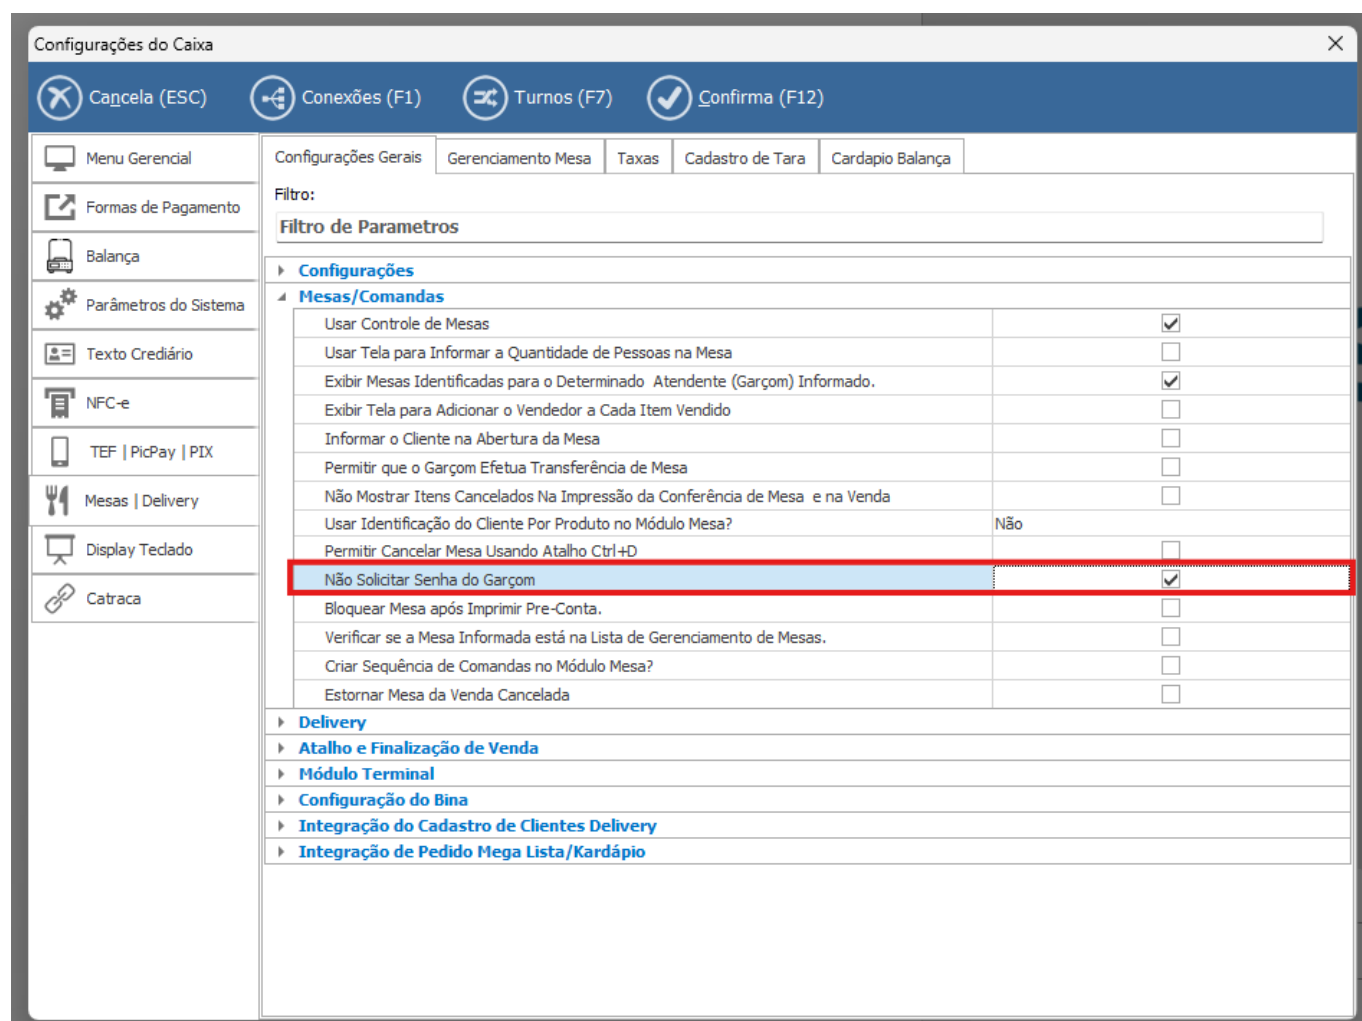 Configurações do Caixa
Cancela (ESC)
Conexões (F1)
Turnos (F7)
Confirma (F12)
Menu Gerencial
Formas de Pagamento
Balança
Parâmetros do Sistema
Texto Crediário
NFC-e
TEF | PicPay | PIX
Mesas | Delivery
Display Teclado
Catraca
Configurações Gerais
Gerenciamento Mesa
Taxas
Cadastro de Tara
Cardapio Balança
Filtro:
Filtro de Parametros
Configurações
Mesas/Comandas
Usar Controle de Mesas
Usar Tela para Informar a Quantidade de Pessoas na Mesa
Exibir Mesas Identificadas para o Determinado  Atendente (Garçom) Informado.
Exibir Tela para Adicionar o Vendedor a Cada Item Vendido
Informar o Cliente na Abertura da Mesa
Permitir que o Garçom Efetua Transferência de Mesa
Não Mostrar Itens Cancelados Na Impressão da Conferência de Mesa  e na Venda
Usar Identificação do Cliente Por Produto no Módulo Mesa? Não
Permitir Cancelar Mesa Usando Atalho Ctrl+D
Não Solicitar Senha do Garçom
Bloquear Mesa após Imprimir Pre-Conta.
Verificar se a Mesa Informada está na Lista de Gerenciamento de Mesas.
Criar Sequência de Comandas no Módulo Mesa?
Estornar Mesa da Venda Cancelada
Delivery
Atalho e Finalização de Venda
Módulo Terminal
Configuração do Bina
Integração do Cadastro de Clientes Delivery
Integração de Pedido Mega Lista/Kardápio